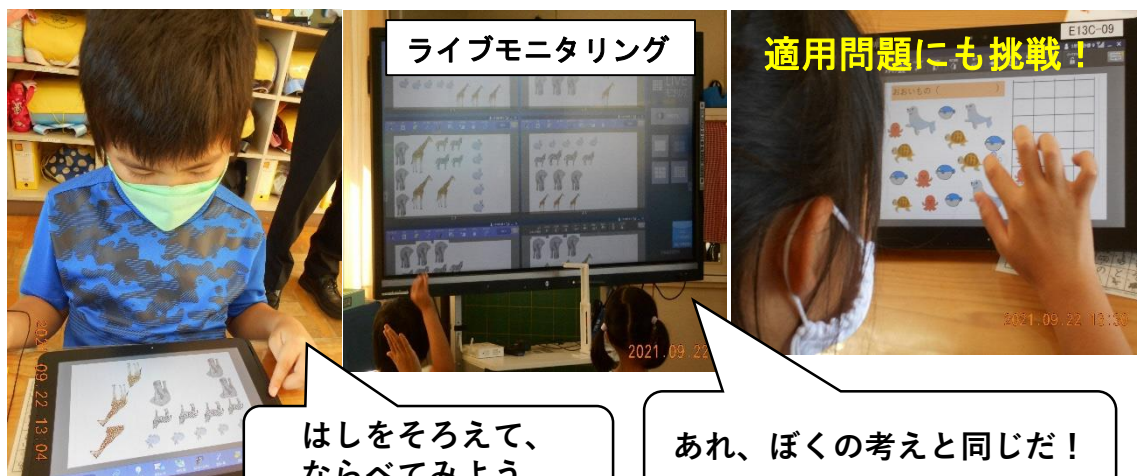 ライブモニタリング
適用問題にも挑戦！
E13C-09
おおいもの（　　　　）
2021.09.22 13:04
2021.09.22
2021.09.22 13:30
はしをそろえて、
ならべてみよう
あれ、ぼくの考えと同じだ！